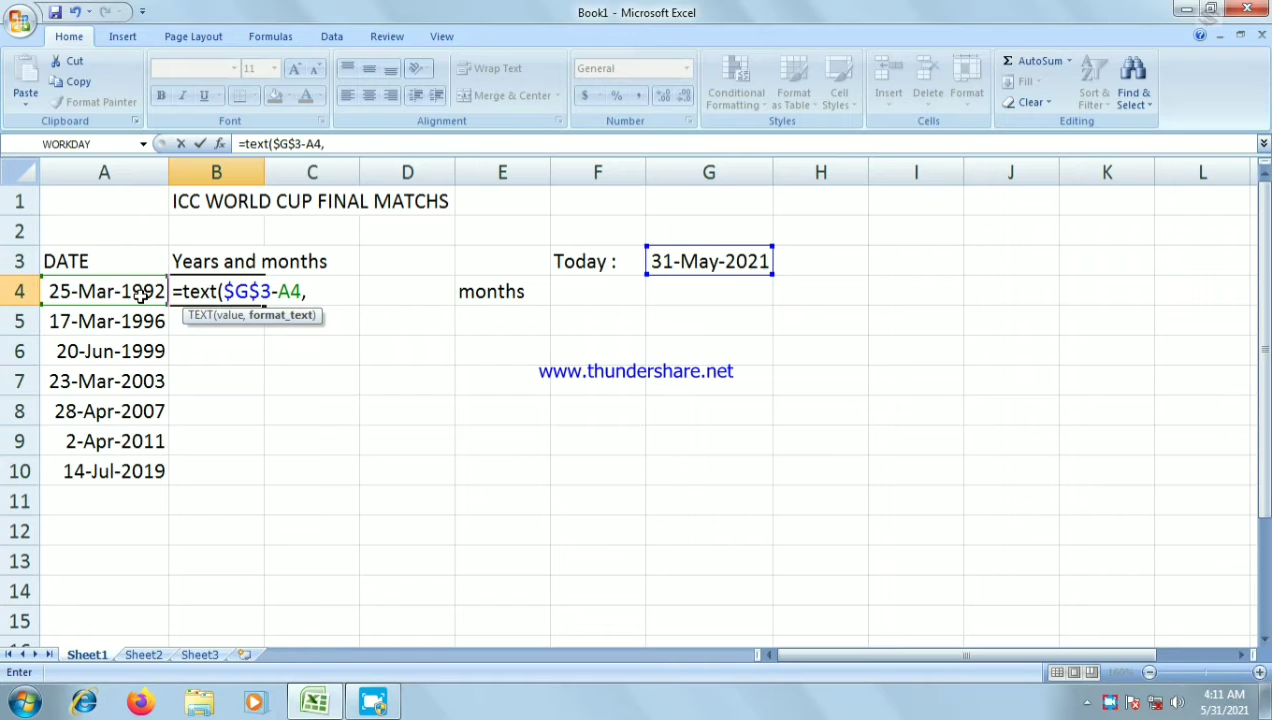 Book1 - Microsoft Excel
Home Insert Page Layout Formulas Data Review View
Paste
Cut
Copy
Format Painter
Clipboard
11 A A
B I U A
Font
Wrap Text
Merge & Center
Alignment
General
$ % ,
Number
Conditional Formatting
Format as Table
Cell Styles
Styles
Insert Delete Format
Cells
Σ AutoSum
Fill
Clear
Sort & Filter
Find & Select
Editing
WORKDAY fx =text($G$3-A4,
A B C D E F G H I J K L
1 ICC WORLD CUP FINAL MATCHS
2
3 DATE Years and months Today : 31-May-2021
4 25-Mar-1992 =text($G$3-A4, months
TEXT(value, format_text)
5 17-Mar-1996
6 20-Jun-1999
www.thundershare.net
7 23-Mar-2003
8 28-Apr-2007
9 2-Apr-2011
10 14-Jul-2019
11
12
13
14
15
Sheet1 Sheet2 Sheet3
Enter 160%
4:11 AM
5/31/2021